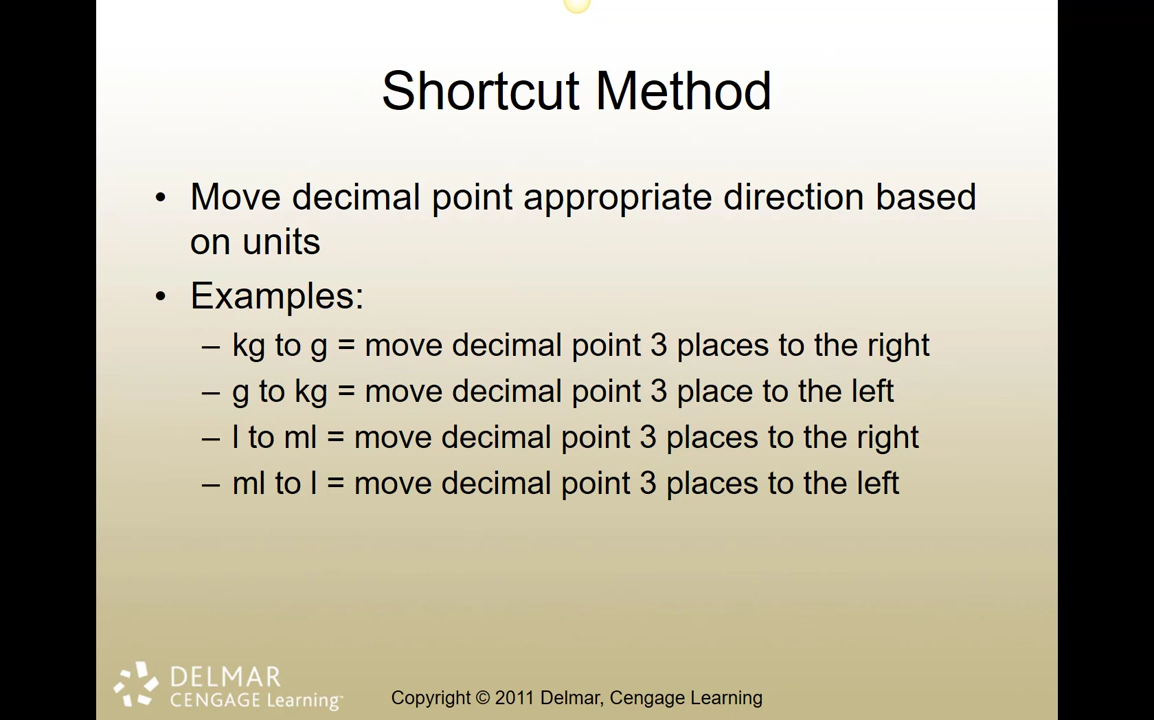 Shortcut Method
• Move decimal point appropriate direction based
on units
• Examples:
– kg to g = move decimal point 3 places to the right
– g to kg = move decimal point 3 place to the left
– l to ml = move decimal point 3 places to the right
– ml to l = move decimal point 3 places to the left
DELMAR
CENGAGE Learning™
Copyright © 2011 Delmar, Cengage Learning